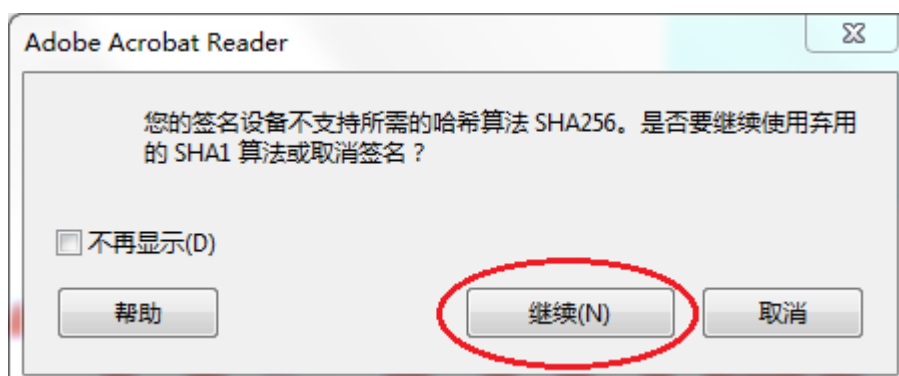 Adobe Acrobat Reader
您的签名设备不支持所需的哈希算法 SHA256。是否要继续使用弃用
的 SHA1 算法或取消签名？
不再显示(D)
帮助
继续(N)
取消